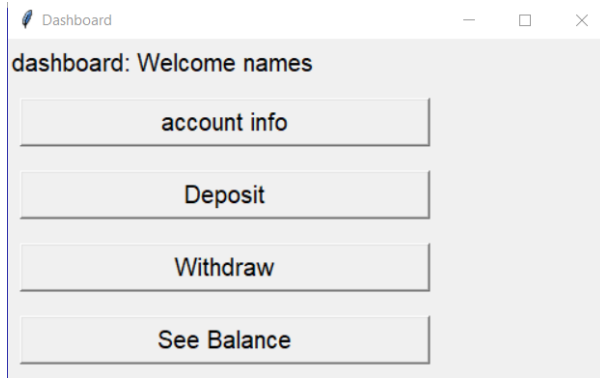 Dashboard
dashboard: Welcome names
account info
Deposit
Withdraw
See Balance